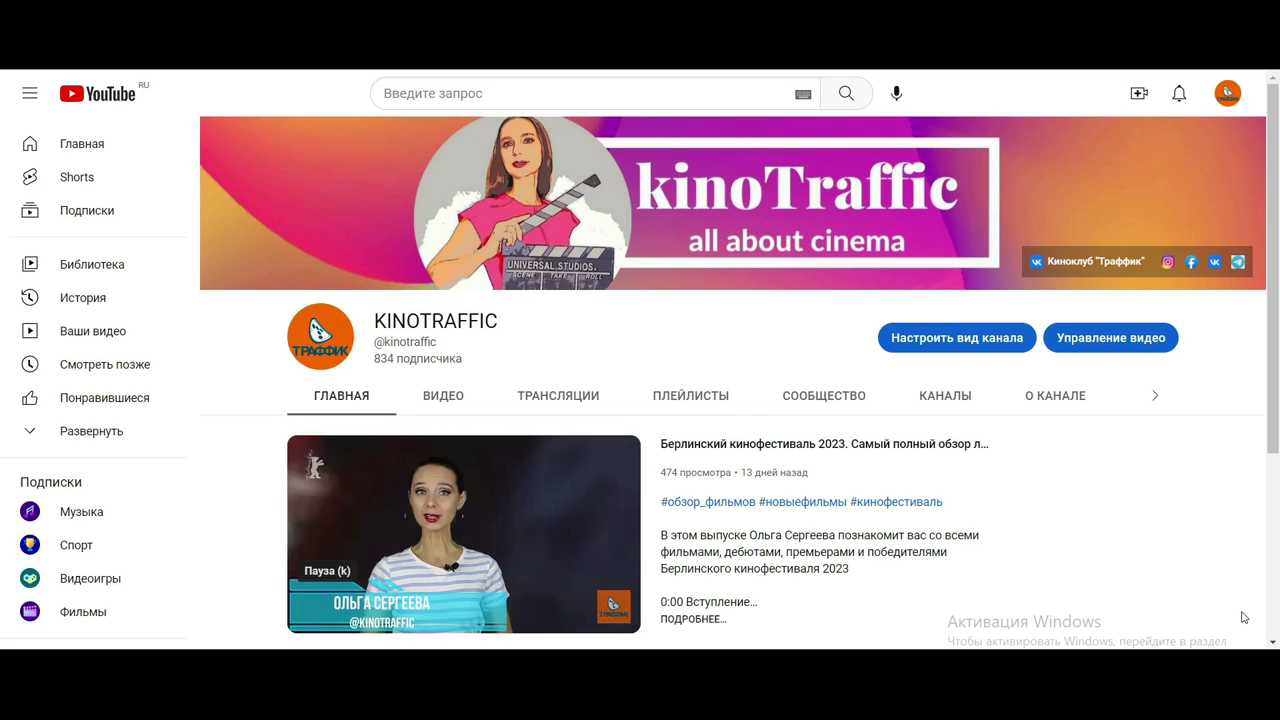 YouTube RU
Введите запрос
Главная
Shorts
Подписки
Библиотека
История
Ваши видео
Смотреть позже
Понравившиеся
Развернуть
Подписки
Музыка
Спорт
Видеоигры
Фильмы
kinoTraffic
all about cinema
UNIVERSAL STUDIOS
SCENE TAKE ROLL
Киноклуб "Траффик"
ТРАФФИК
KINOTRAFFIC
@kinotraffic
834 подписчика
Настроить вид канала
Управление видео
ГЛАВНАЯ
ВИДЕО
ТРАНСЛЯЦИИ
ПЛЕЙЛИСТЫ
СООБЩЕСТВО
КАНАЛЫ
О КАНАЛЕ
Пауза (k)
ОЛЬГА СЕРГЕЕВА
@KINOTRAFFIC
ТРАФФИК
Берлинский кинофестиваль 2023. Самый полный обзор л...
474 просмотра • 13 дней назад
#обзор_фильмов #новыефильмы #кинофестиваль
В этом выпуске Ольга Сергеева познакомит вас со всеми
фильмами, дебютами, премьерами и победителями
Берлинского кинофестиваля 2023
0:00 Вступление...
ПОДРОБНЕЕ...
Активация Windows
Чтобы активировать Windows, перейдите в раздел